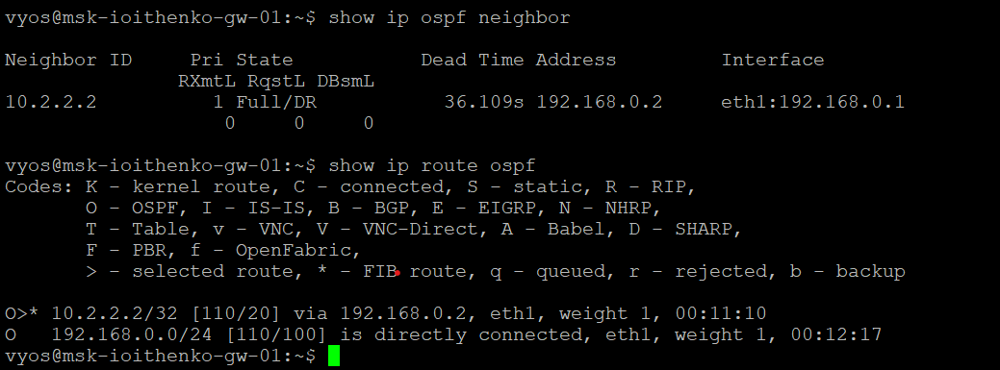 vyos@msk-ioithenko-gw-01:~$ show ip ospf neighbor
Neighbor ID     Pri State           Dead Time Address         Interface
RXmtL RqstL DBsmL
10.2.2.2          1 Full/DR           36.109s 192.168.0.2     eth1:192.168.0.1
0     0     0
vyos@msk-ioithenko-gw-01:~$ show ip route ospf
Codes: K - kernel route, C - connected, S - static, R - RIP,
O - OSPF, I - IS-IS, B - BGP, E - EIGRP, N - NHRP,
T - Table, v - VNC, V - VNC-Direct, A - Babel, D - SHARP,
F - PBR, f - OpenFabric,
> - selected route, * - FIB route, q - queued, r - rejected, b - backup
O>* 10.2.2.2/32 [110/20] via 192.168.0.2, eth1, weight 1, 00:11:10
O   192.168.0.0/24 [110/100] is directly connected, eth1, weight 1, 00:12:17
vyos@msk-ioithenko-gw-01:~$